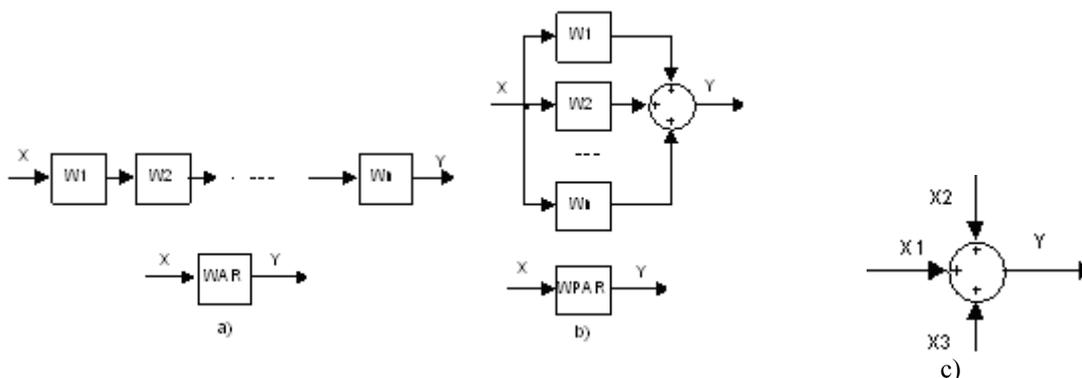 X
W1
W2
. ---
Wn
Y
X
WAR
Y
a)
X
W1
W2
---
Wn
+
+
+
Y
X
WPAR
Y
b)
X2
X1
+
+
+
Y
X3
c)